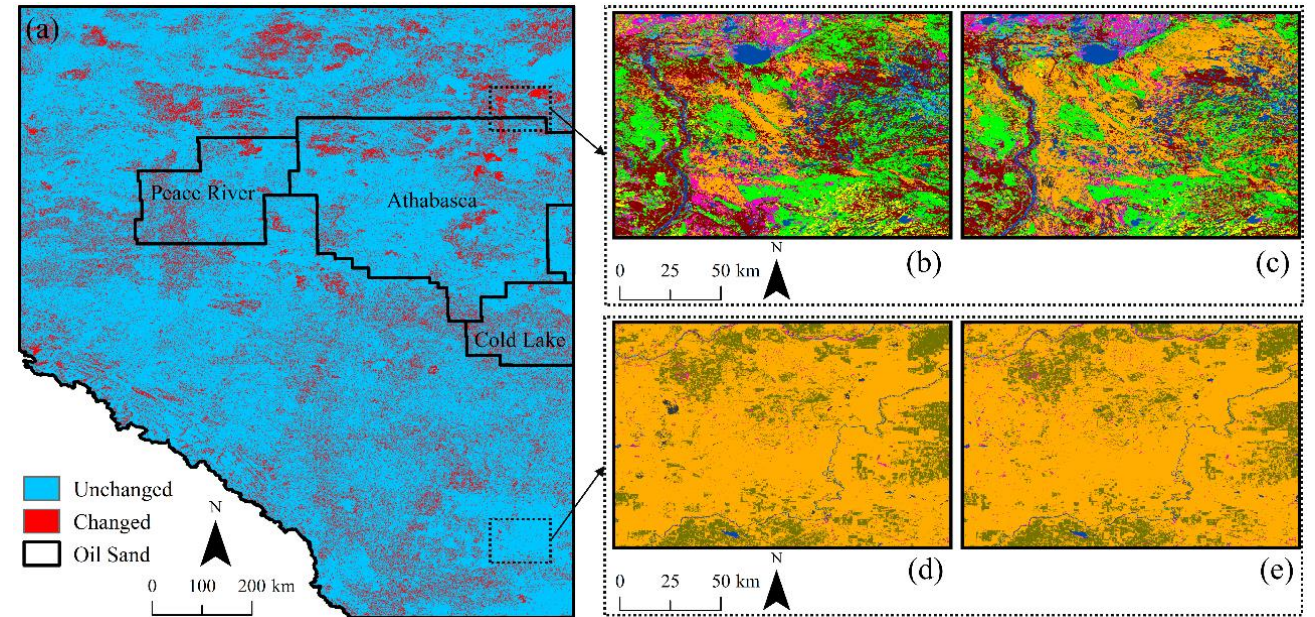 (a)
Peace River
Athabasca
Cold Lake
Unchanged
Changed
Oil Sand
N
0 100 200 km
(b)
(c)
N
0 25 50 km
(d)
(e)
N
0 25 50 km